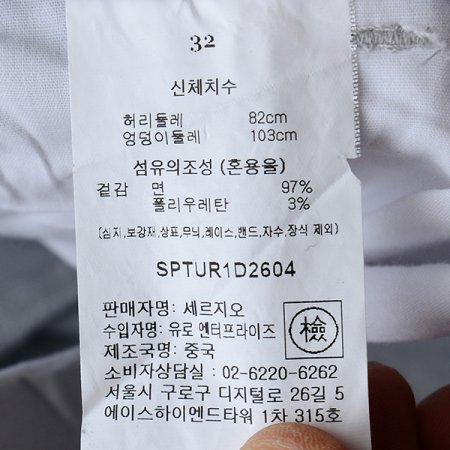 32
신체치수
허리둘레 82cm
엉덩이둘레 103cm
섬유의조성 (혼용율)
겉감 면 97%
폴리우레탄 3%
(심지,보강재,상표,무늬,레이스,밴드,자수,장식 제외)
SPTUR1D2604
판매자명: 세르지오
수입자명: 유로 엔터프라이즈
제조국명: 중국
檢
소비자상담실: 02-6220-6262
서울시 구로구 디지털로 26길 5
에이스하이엔드타워 1차 315호